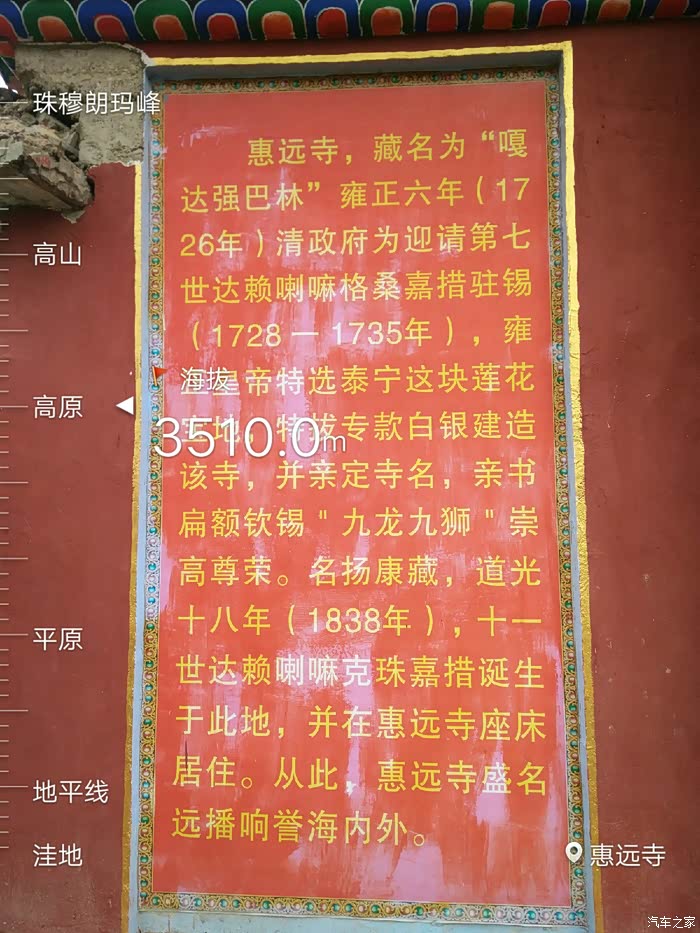 珠穆朗玛峰
高山
高原
平原
地平线
洼地
惠远寺，藏名为“嘎
达强巴林”雍正六年（17
26年）清政府为迎请第七
世达赖喇嘛格桑嘉措驻锡
（1728 — 1735年），雍
正皇帝特选泰宁这块莲花
地，特拔专款白银建造
该寺，并亲定寺名，亲书
扁额钦锡＂九龙九狮＂崇
高尊荣。名扬康藏，道光
十八年（1838年），十一
世达赖喇嘛克珠嘉措诞生
于此地，并在惠远寺座床
居住。从此，惠远寺盛名
远播响誉海内外。
海拔
3510.0m
惠远寺
汽车之家